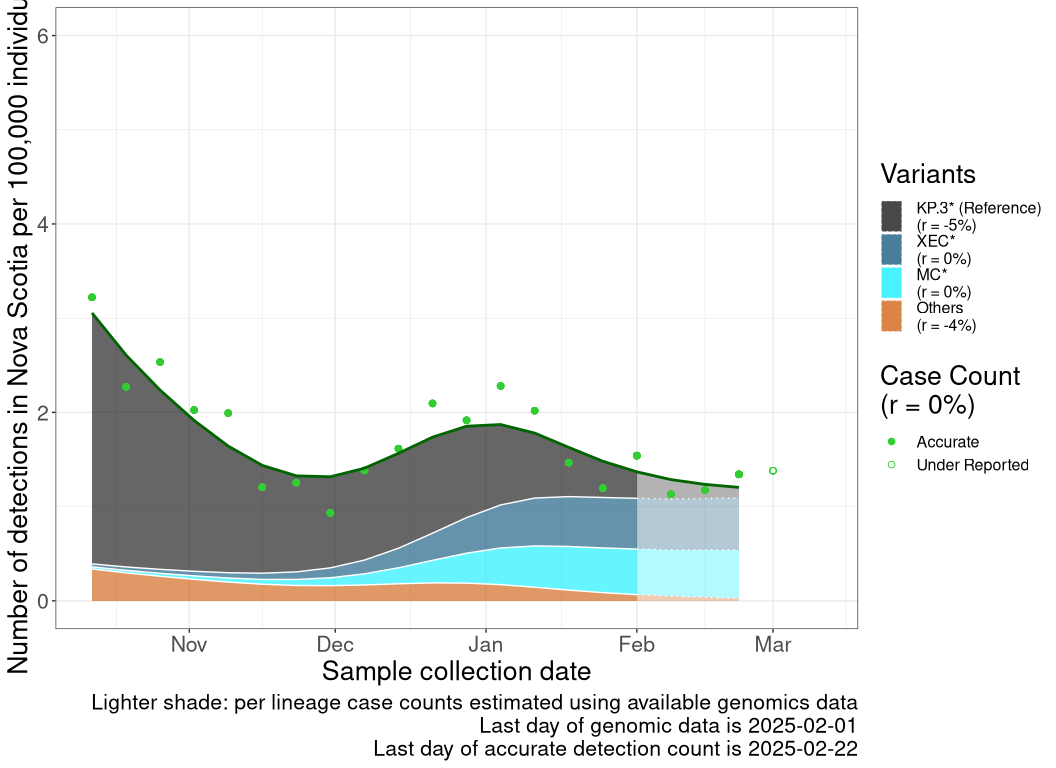 Number of detections in Nova Scotia per 100,000
6
4
2
0
Nov Dec Jan Feb Mar
Sample collection date
Variants
KP.3* (Reference)
(r = -5%)
XEC*
(r = 0%)
MC*
(r = 0%)
Others
(r = -4%)
Case Count
(r = 0%)
Accurate
Under Reported
Lighter shade: per lineage case counts estimated using available genomics data
Last day of genomic data is 2025-02-01
Last day of accurate detection count is 2025-02-22